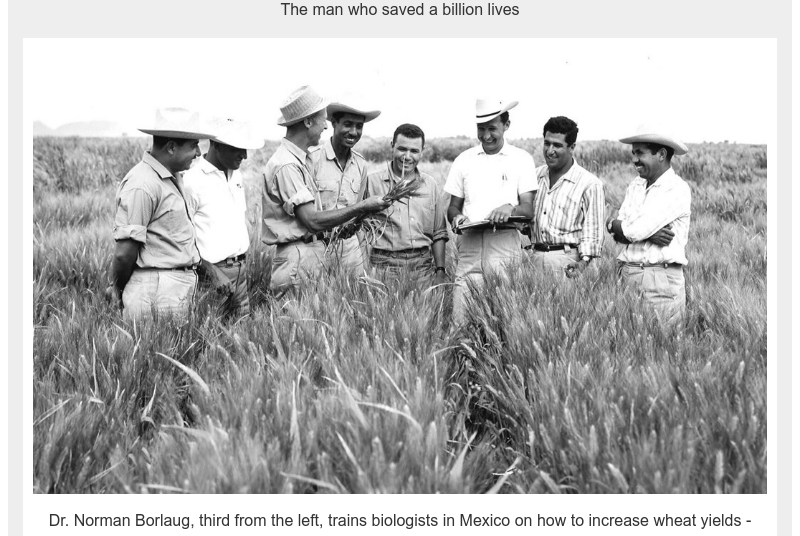 The man who saved a billion lives
Dr. Norman Borlaug, third from the left, trains biologists in Mexico on how to increase wheat yields -